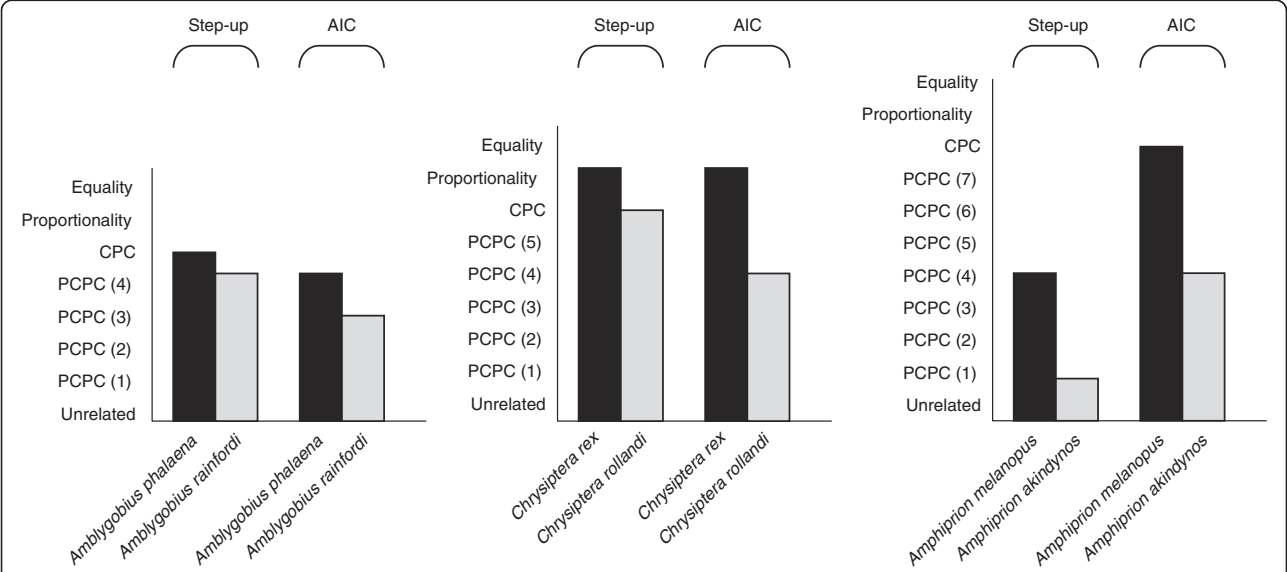 Step-up AIC
Equality
Proportionality
CPC
PCPC (4)
PCPC (3)
PCPC (2)
PCPC (1)
Unrelated
Amblygobius phalaena
Amblygobius rainfordi
Amblygobius phalaena
Amblygobius rainfordi
Step-up AIC
Equality
Proportionality
CPC
PCPC (5)
PCPC (4)
PCPC (3)
PCPC (2)
PCPC (1)
Unrelated
Chrysiptera rex
Chrysiptera rollandi
Chrysiptera rex
Chrysiptera rollandi
Step-up AIC
Equality
Proportionality
CPC
PCPC (7)
PCPC (6)
PCPC (5)
PCPC (4)
PCPC (3)
PCPC (2)
PCPC (1)
Unrelated
Amphiprion melanopus
Amphiprion akindynos
Amphiprion melanopus
Amphiprion akindynos